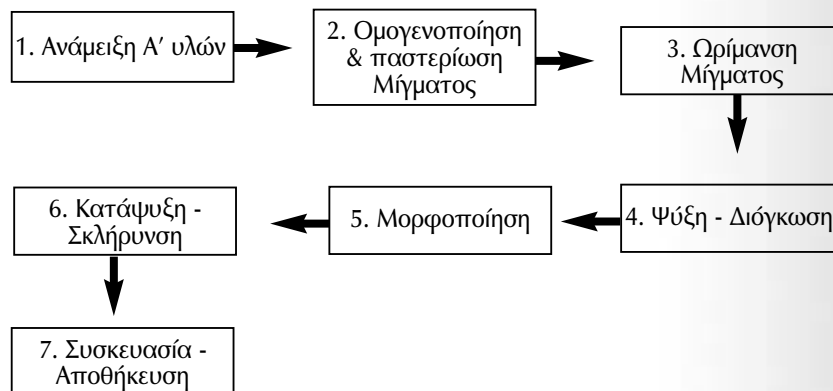 1. Ανάμειξη Α' υλών
2. Ομογενοποίηση
& παστερίωση
Μίγματος
3. Ωρίμανση
Μίγματος
4. Ψύξη - Διόγκωση
5. Μορφοποίηση
6. Κατάψυξη -
Σκλήρυνση
7. Συσκευασία -
Αποθήκευση